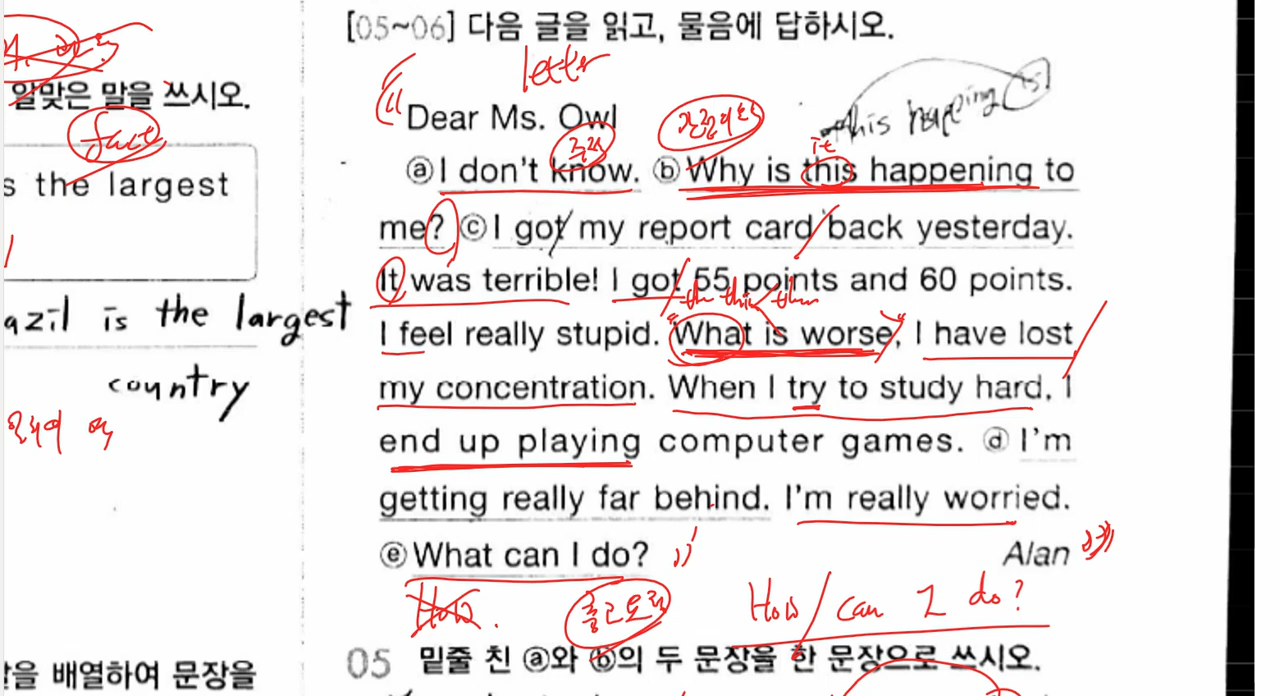 알맞은 말을 쓰시오.
face
s the largest
azil is the largest
country
을 배열하여 문장을
[05~06] 다음 글을 읽고, 물음에 답하시오.
letter
Dear Ms. Owl
this happening is
it
ⓐ I don't know. ⓑ Why is this happening to
me? ⓒ I got my report card back yesterday.
It was terrible! I got 55 points and 60 points.
I feel really stupid. What is worse, I have lost
my concentration. When I try to study hard, I
end up playing computer games. ⓓ I'm
getting really far behind. I'm really worried.
ⓔ What can I do?
Alan
How.
How / can I do?
05 밑줄 친 ⓐ와 ⓑ의 두 문장을 한 문장으로 쓰시오.